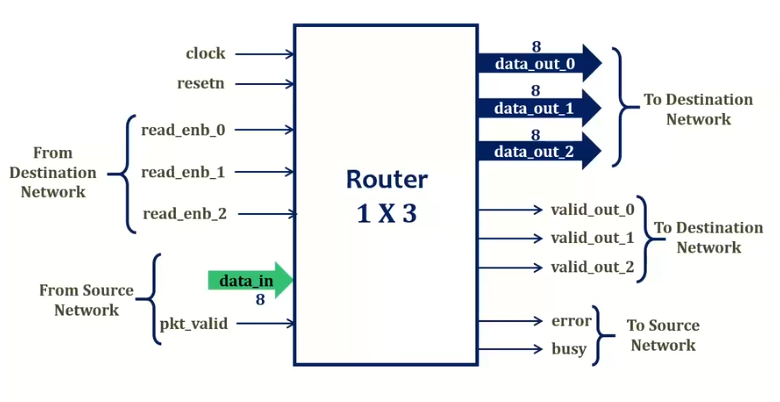 clock
resetn
read_enb_0
read_enb_1
read_enb_2
From
Destination
Network
data_in
8
pkt_valid
From Source
Network
Router
1 X 3
8
data_out_0
8
data_out_1
8
data_out_2
To Destination
Network
valid_out_0
valid_out_1
valid_out_2
To Destination
Network
error
busy
To Source
Network